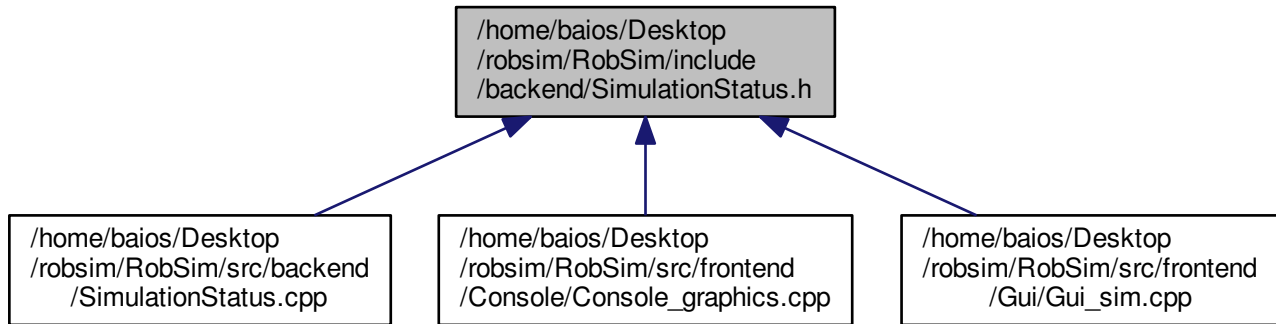 /home/baios/Desktop
/robsim/RobSim/include
/backend/SimulationStatus.h
/home/baios/Desktop
/robsim/RobSim/src/backend
/SimulationStatus.cpp
/home/baios/Desktop
/robsim/RobSim/src/frontend
/Console/Console_graphics.cpp
/home/baios/Desktop
/robsim/RobSim/src/frontend
/Gui/Gui_sim.cpp